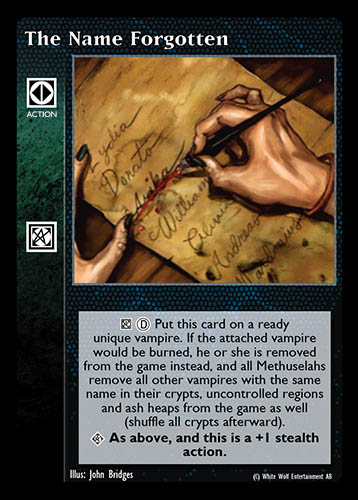 The Name Forgotten
ACTION
Lydia
Donato
Anika
William
Andreas
D Put this card on a ready
unique vampire. If the attached vampire
would be burned, he or she is removed
from the game instead, and all Methuselahs
remove all other vampires with the same
name in their crypts, uncontrolled regions
and ash heaps from the game as well
(shuffle all crypts afterward).
As above, and this is a +1 stealth
action.
Illus: John Bridges
(C) White Wolf Entertainment AB